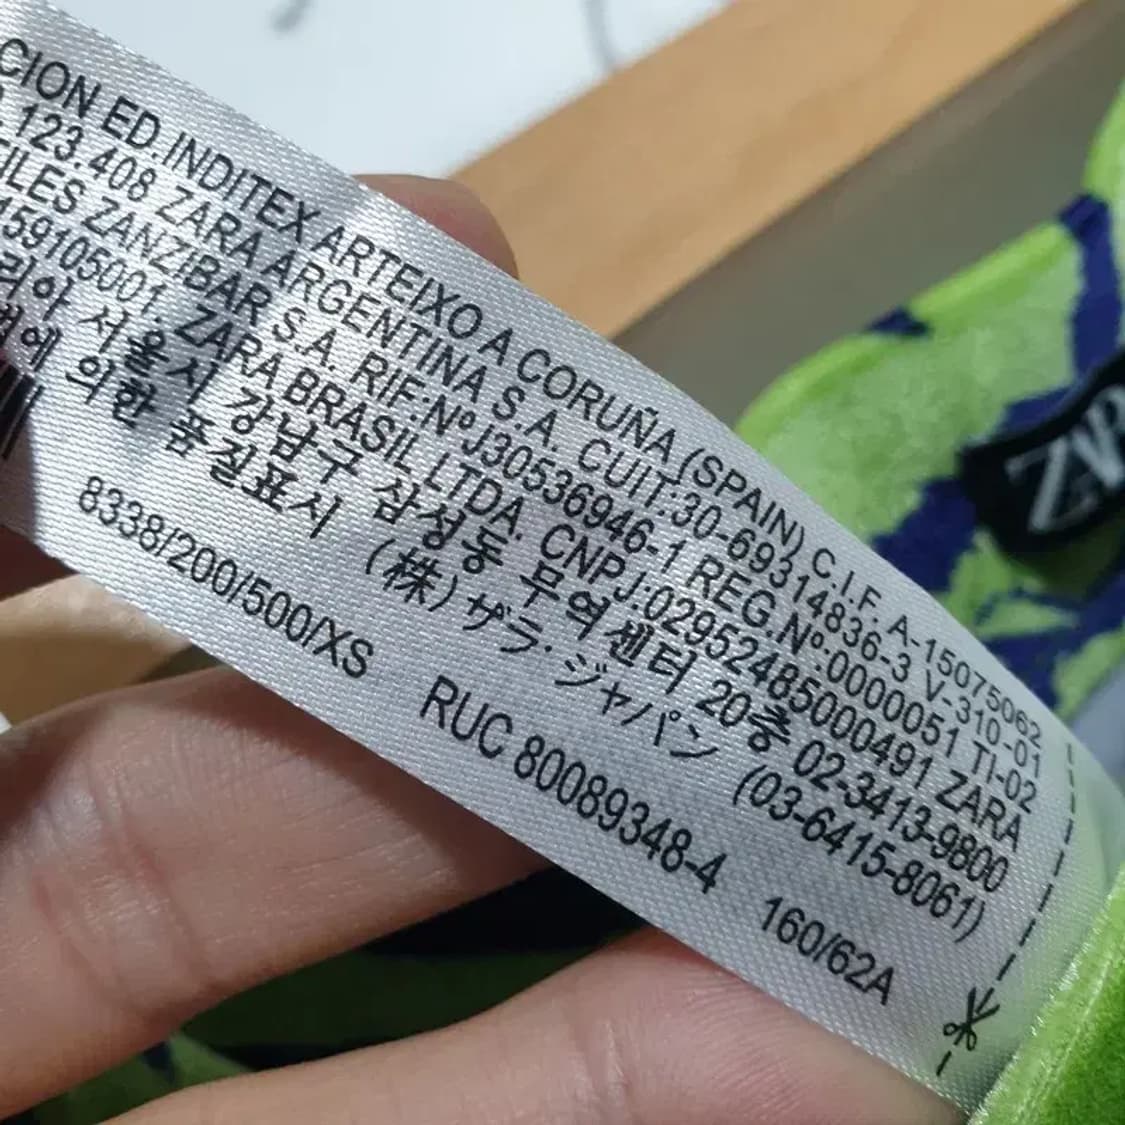 CION ED.INDITEX ARTEIXO A CORUÑA (SPAIN) C.I.F. A-15075062
123.408 ZARA ARGENTINA S.A. CUIT:30-69314836-3 V-310-01
ILES ZANZIBAR S.A. RIF:NºJ30536946-1 REG.Nº:0000051 TI-02
159105001. ZARA BRASIL LTDA. CNPJ:02952485000491 ZARA
리아 서울시 강남구 삼성동 무역센터 20층 02-3413-9800
에 의한 품질표시 (株) ザラ・ジャパン (03-6415-8061)
8338/200/500/XS RUC 80089348-4 160/62A
ZARA